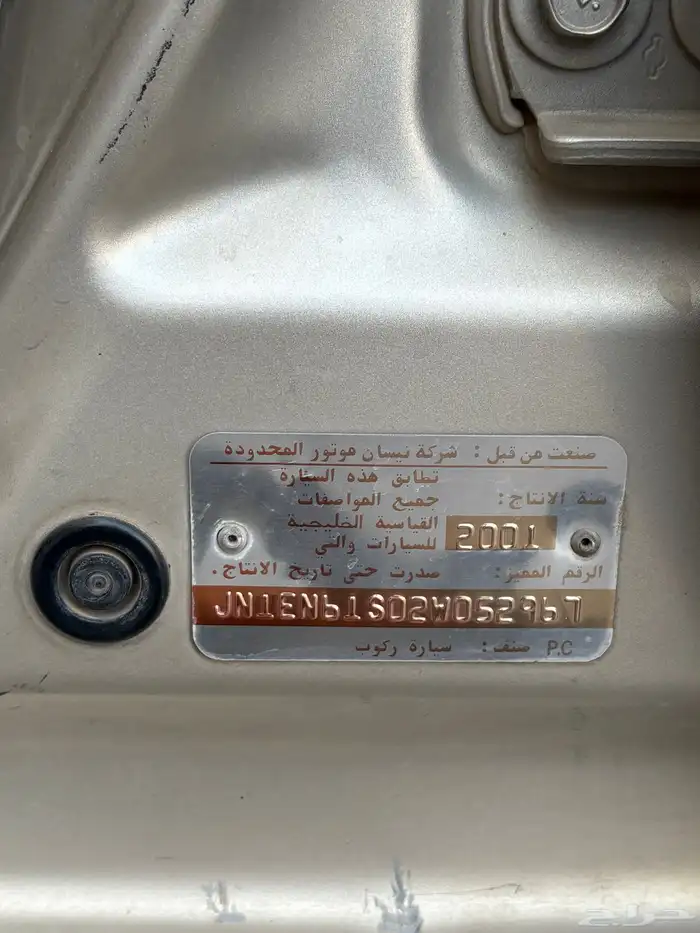 صنعت من قبل : شركة نيسان موتور المحدودة
تطابق هذه السيارة
سنة الانتاج : جميع المواصفات
القياسية الخليجية
2001 للسيارات والتي
الرقم المميز : صدرت حتى تاريخ الانتاج .
JN1EN61S02W052967
P.C صنف : سيارة ركوب
حراج